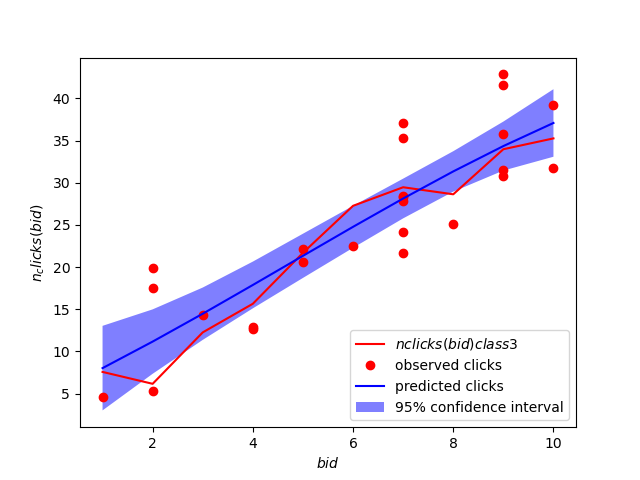 40
35
30
25
20
15
10
5
n_clicks(bid)
2
4
6
8
10
bid
nclicks(bid)class3
observed clicks
predicted clicks
95% confidence interval